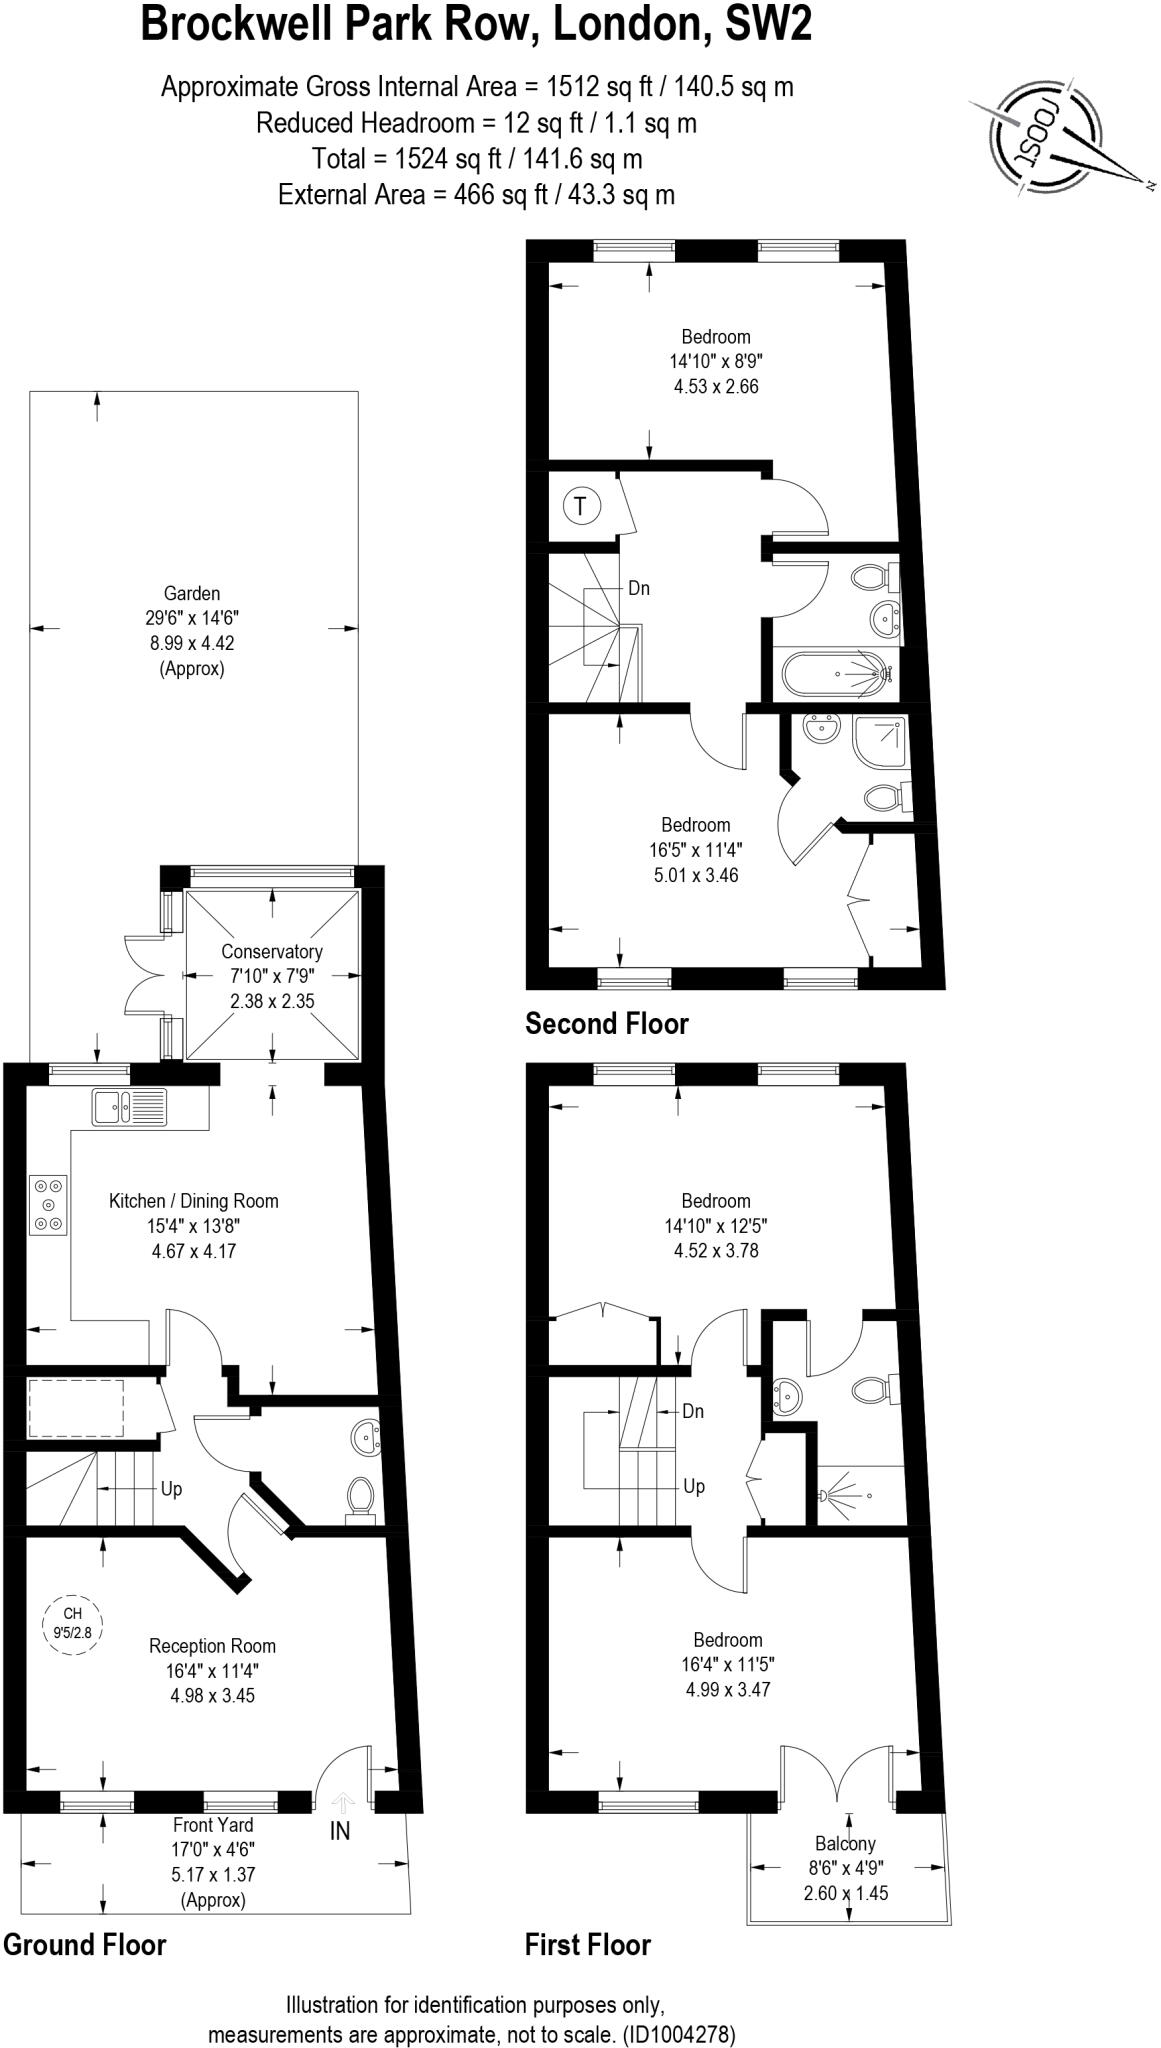 Brockwell Park Row, London, SW2
Approximate Gross Internal Area = 1512 sq ft / 140.5 sq m
Reduced Headroom = 12 sq ft / 1.1 sq m
Total = 1524 sq ft / 141.6 sq m
External Area = 466 sq ft / 43.3 sq m
roost
N
Bedroom
14'10" x 8'9"
4.53 x 2.66
T
Dn
Bedroom
16'5" x 11'4"
5.01 x 3.46
Second Floor
Garden
29'6" x 14'6"
8.99 x 4.42
(Approx)
Conservatory
7'10" x 7'9"
2.38 x 2.35
Kitchen / Dining Room
15'4" x 13'8"
4.67 x 4.17
Up
CH
9'5/2.8
Reception Room
16'4" x 11'4"
4.98 x 3.45
IN
Front Yard
17'0" x 4'6"
5.17 x 1.37
(Approx)
Ground Floor
Bedroom
14'10" x 12'5"
4.52 x 3.78
Dn
Up
Bedroom
16'4" x 11'5"
4.99 x 3.47
Balcony
8'6" x 4'9"
2.60 x 1.45
First Floor
Illustration for identification purposes only,
measurements are approximate, not to scale. (ID1004278)